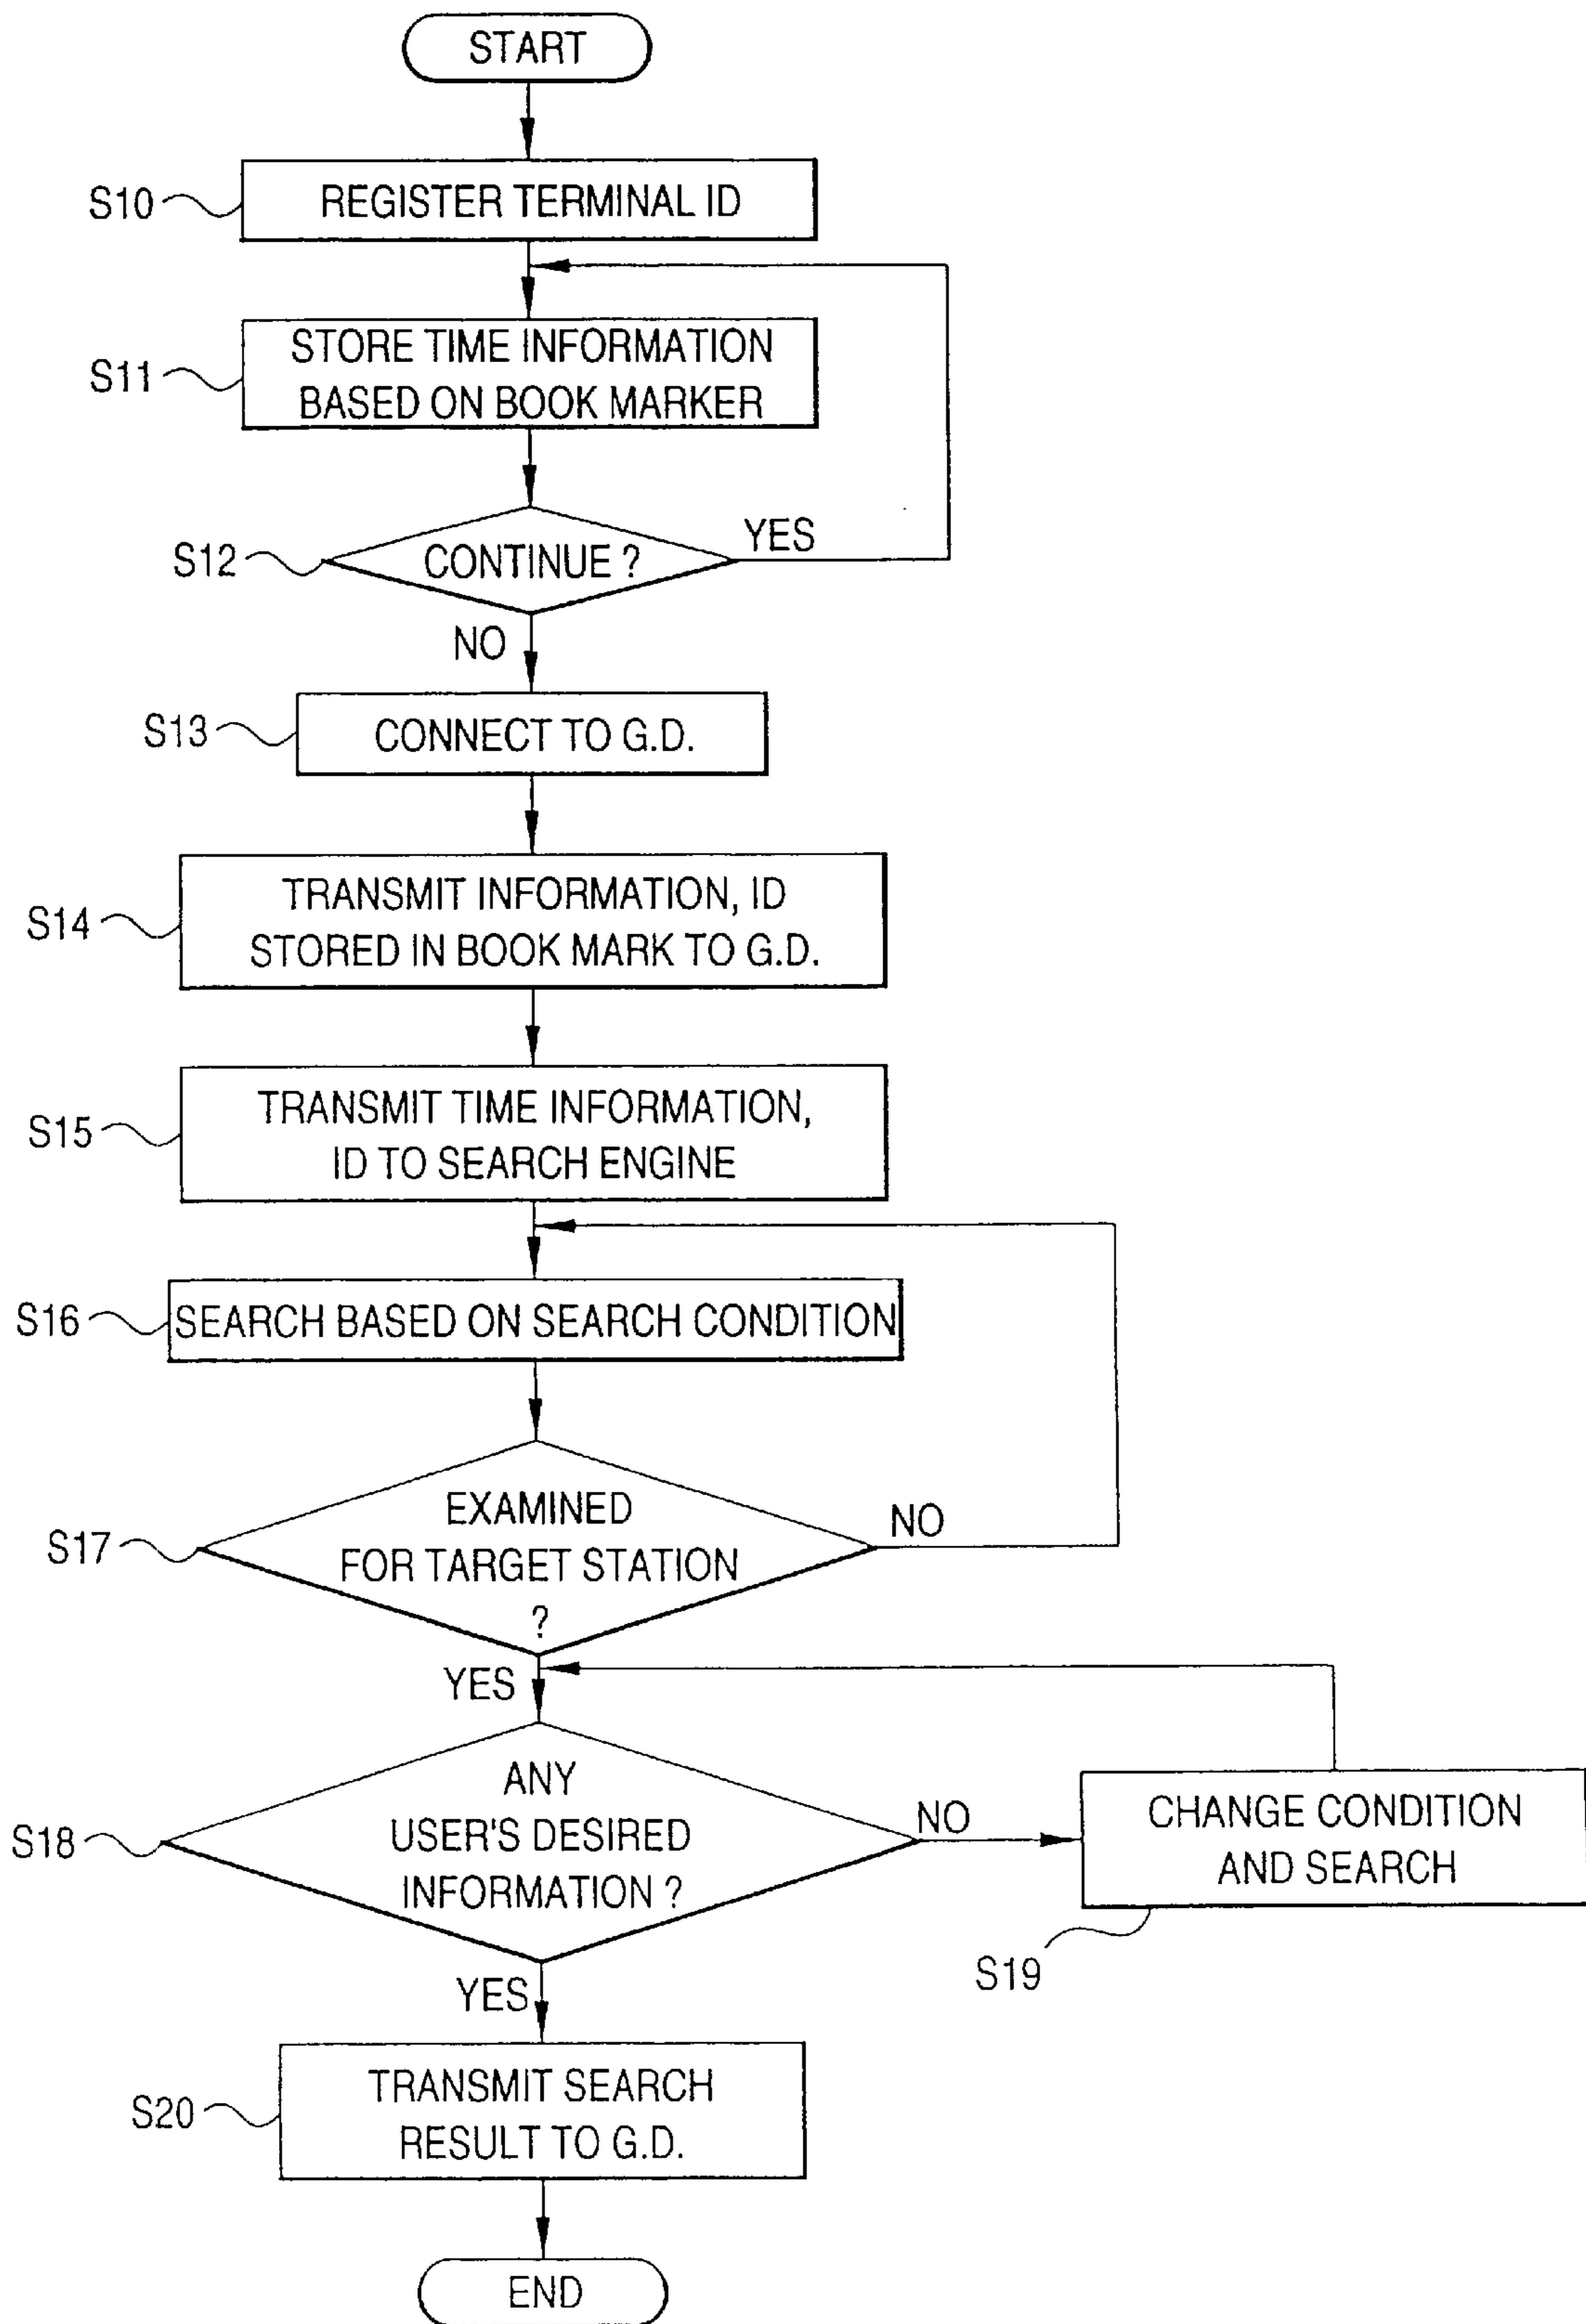 START
S10
REGISTER TERMINAL ID
S11
STORE TIME INFORMATION
BASED ON BOOK MARKER
S12
CONTINUE ?
YES
NO
S13
CONNECT TO G.D.
S14
TRANSMIT INFORMATION, ID
STORED IN BOOK MARK TO G.D.
S15
TRANSMIT TIME INFORMATION,
ID TO SEARCH ENGINE
S16
SEARCH BASED ON SEARCH CONDITION
S17
EXAMINED
FOR TARGET STATION
?
NO
YES
S18
ANY
USER'S DESIRED
INFORMATION ?
NO
CHANGE CONDITION
AND SEARCH
S19
YES
S20
TRANSMIT SEARCH
RESULT TO G.D.
END